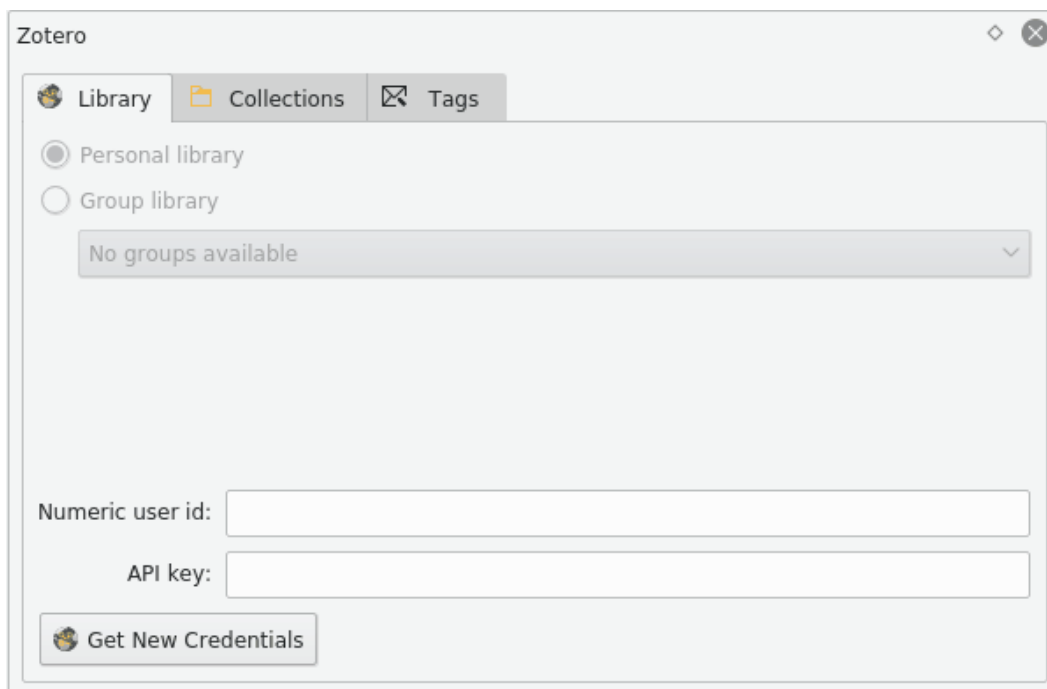 Zotero
Library Collections Tags
Personal library
Group library
No groups available
Numeric user id:
API key:
Get New Credentials